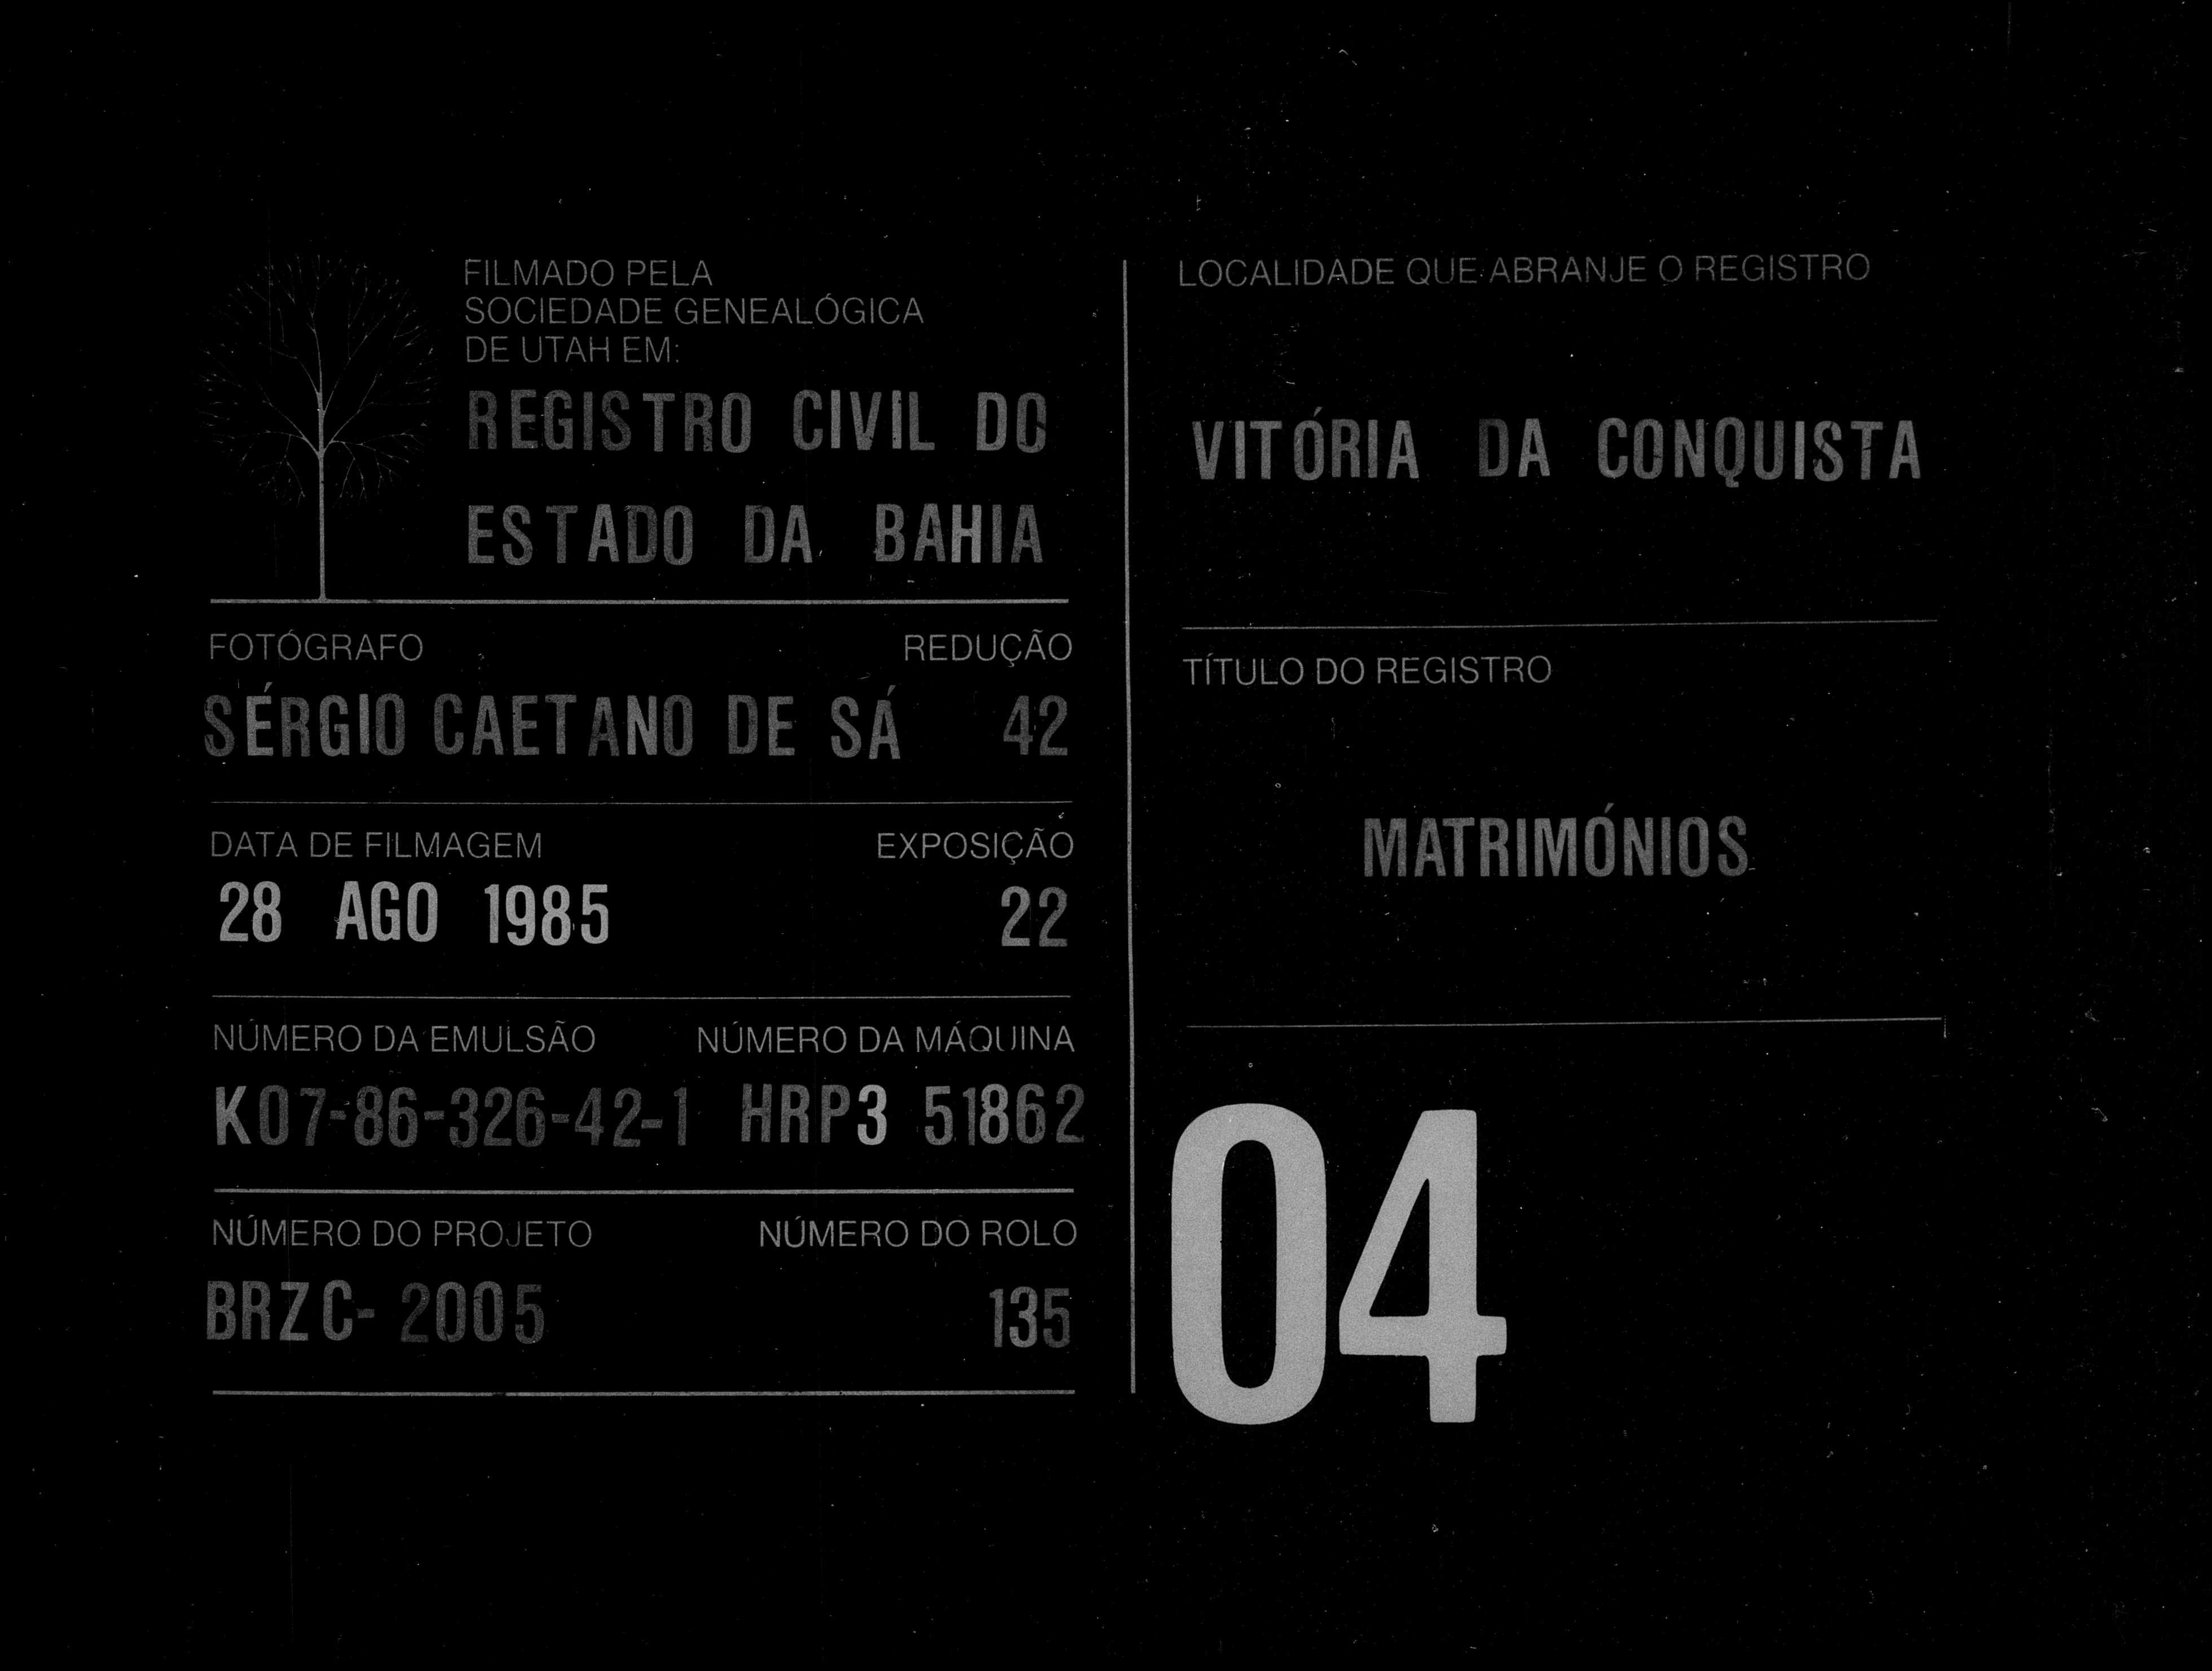 FILMADO PELA
SOCIEDADE GENEALÓGICA
DE UTAH EM:
REGISTRO CIVIL DO
ESTADO DA BAHIA
FOTÓGRAFO REDUÇÃO
SÉRGIO CAETANO DE SÁ 42
DATA DE FILMAGEM EXPOSIÇÃO
28 AGO 1985 22
NÚMERO DA EMULSÃO NÚMERO DA MÁQUINA
K07-86-326-42-1 HRP3 51862
NÚMERO DO PROJETO NÚMERO DO ROLO
BRZC- 2005 135
LOCALIDADE QUE ABRANJE O REGISTRO
VITÓRIA DA CONQUISTA
TÍTULO DO REGISTRO
MATRIMÓNIOS
04